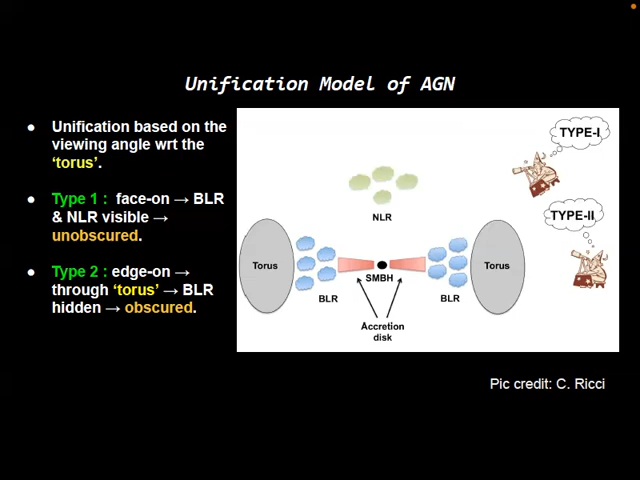 Unification Model of AGN
● Unification based on the
viewing angle wrt the
‘torus’.
● Type 1 : face-on → BLR
& NLR visible →
unobscured.
● Type 2 : edge-on →
through ‘torus’ → BLR
hidden → obscured.
TYPE-I
TYPE-II
NLR
Torus
SMBH
Torus
BLR
BLR
Accretion
disk
Pic credit: C. Ricci